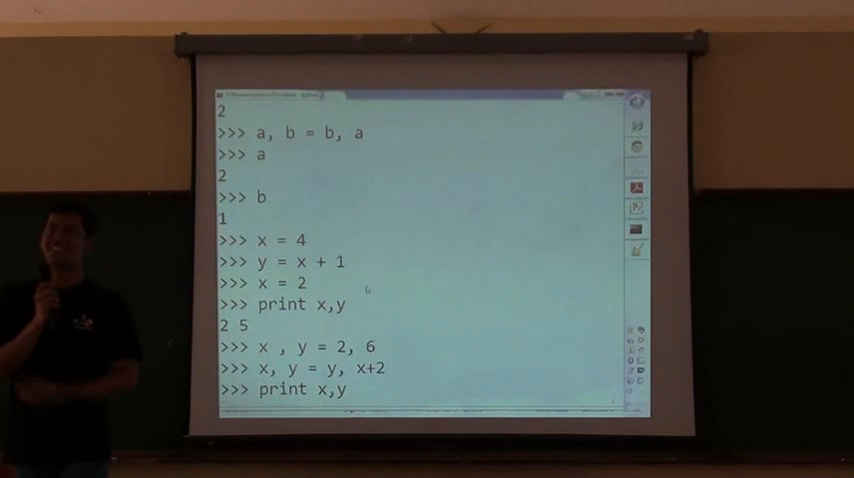 2
>>> a, b = b, a
>>> a
2
>>> b
1
>>> x = 4
>>> y = x + 1
>>> x = 2
>>> print x,y
2 5
>>> x , y = 2, 6
>>> x, y = y, x+2
>>> print x,y